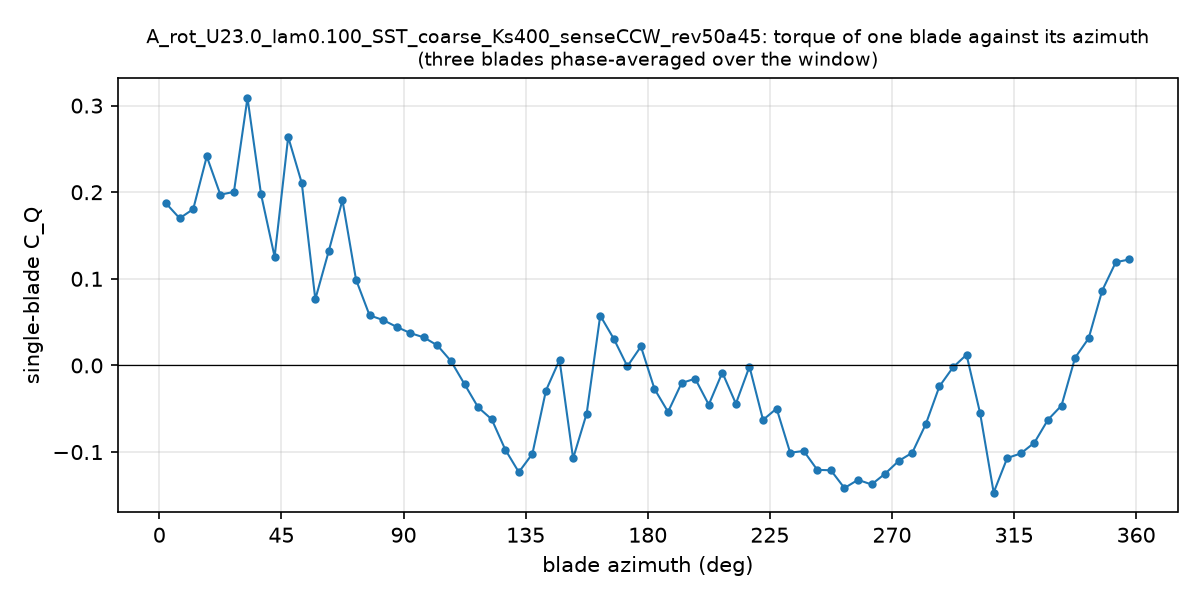 A_rot_U23.0_lam0.100_SST_coarse_Ks400_senseCCW_rev50a45: torque of one blade against its azimuth
(three blades phase-averaged over the window)
single-blade C_Q
0.3
0.2
0.1
0.0
−0.1
0 45 90 135 180 225 270 315 360
blade azimuth (deg)